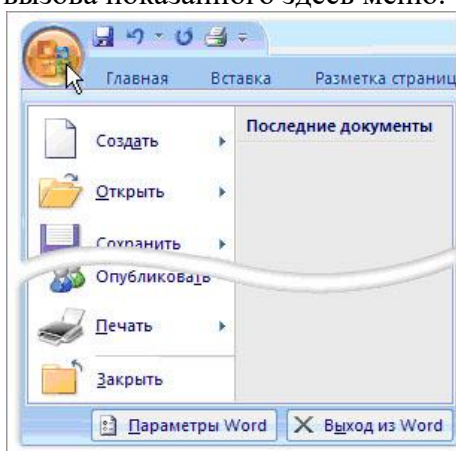 вызова показанного здесь меню.
Главная Вставка Разметка страниц
Последние документы
Создать
Открыть
Сохранить
Опубликовать
Печать
Закрыть
Параметры Word Выход из Word